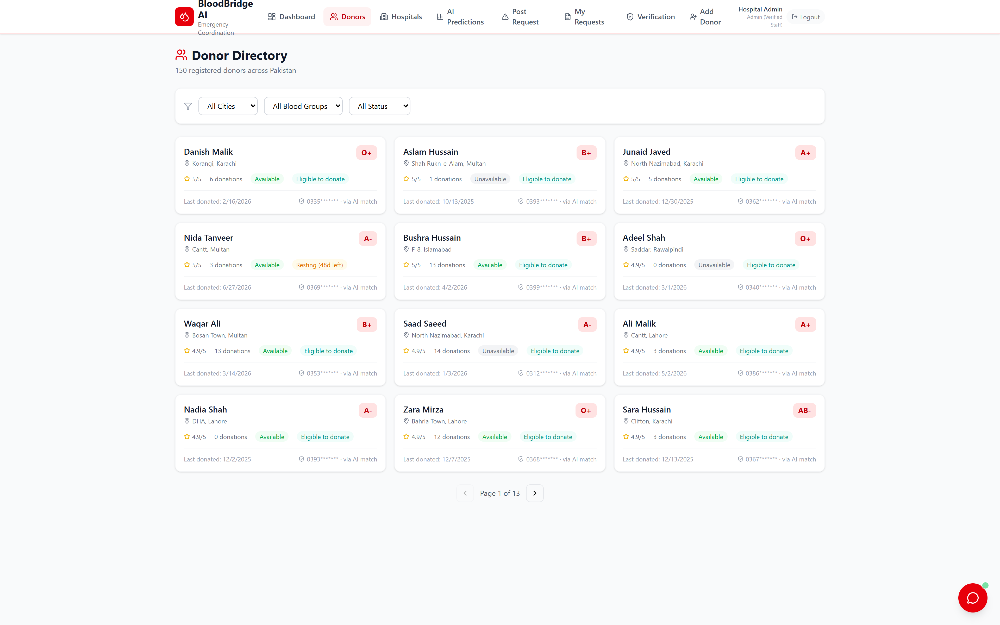 BloodBridge
AI
Emergency
Coordination
Dashboard
Donors
Hospitals
AI
Predictions
Post
Request
My
Requests
Verification
Add
Donor
Hospital Admin
Admin (Verified
Staff)
Logout
Donor Directory
150 registered donors across Pakistan
All Cities
All Blood Groups
All Status
Danish Malik
O+
Korangi, Karachi
5/5 6 donations Available Eligible to donate
Last donated: 2/16/2026 0335******* · via AI match
Aslam Hussain
B+
Shah Rukn-e-Alam, Multan
5/5 1 donations Unavailable Eligible to donate
Last donated: 10/13/2025 0393******* · via AI match
Junaid Javed
A+
North Nazimabad, Karachi
5/5 5 donations Available Eligible to donate
Last donated: 12/30/2025 0362******* · via AI match
Nida Tanveer
A-
Cantt, Multan
5/5 3 donations Available Resting (48d left)
Last donated: 6/27/2026 0369******* · via AI match
Bushra Hussain
B+
F-8, Islamabad
5/5 13 donations Available Eligible to donate
Last donated: 4/2/2026 0399******* · via AI match
Adeel Shah
O+
Saddar, Rawalpindi
4.9/5 0 donations Unavailable Eligible to donate
Last donated: 3/1/2026 0340******* · via AI match
Waqar Ali
B+
Bosan Town, Multan
4.9/5 13 donations Available Eligible to donate
Last donated: 3/14/2026 0353******* · via AI match
Saad Saeed
A-
North Nazimabad, Karachi
4.9/5 14 donations Unavailable Eligible to donate
Last donated: 1/3/2026 0312******* · via AI match
Ali Malik
A+
Cantt, Lahore
4.9/5 3 donations Available Eligible to donate
Last donated: 5/2/2026 0386******* · via AI match
Nadia Shah
A-
DHA, Lahore
4.9/5 0 donations Available Eligible to donate
Last donated: 12/2/2025 0393******* · via AI match
Zara Mirza
O+
Bahria Town, Lahore
4.9/5 12 donations Available Eligible to donate
Last donated: 12/7/2025 0368******* · via AI match
Sara Hussain
AB-
Clifton, Karachi
4.9/5 3 donations Available Eligible to donate
Last donated: 12/13/2025 0367******* · via AI match
Page 1 of 13